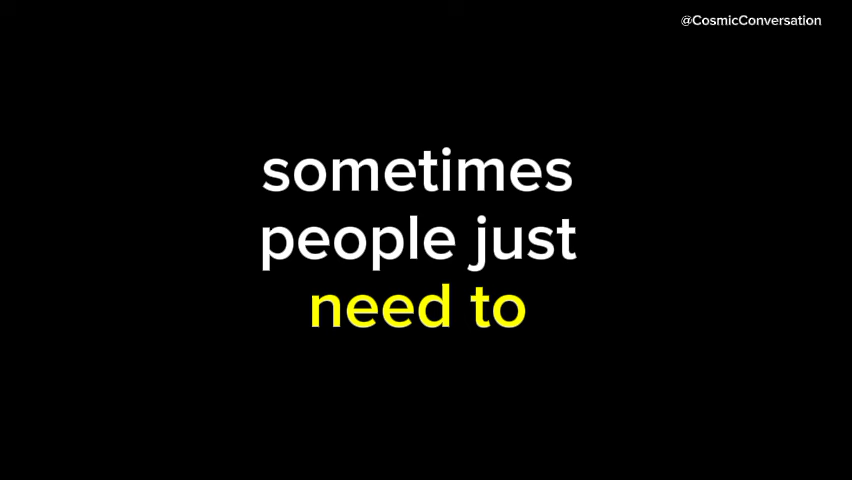 @CosmicConversation
sometimes
people just
need to